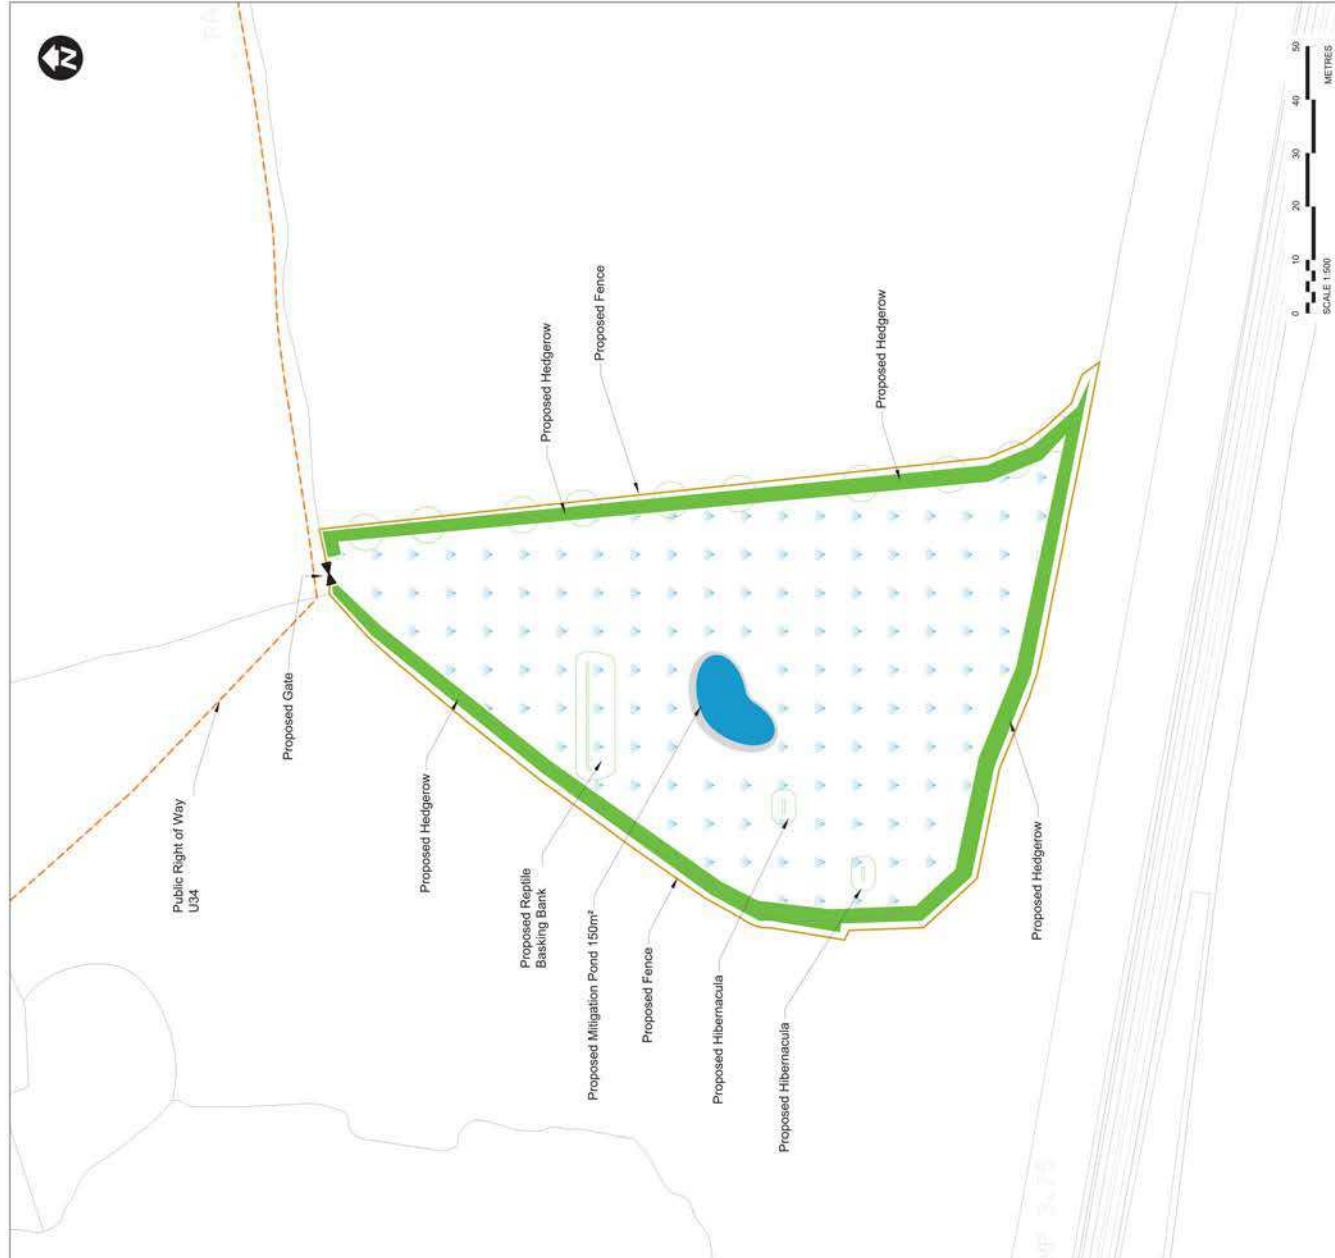 N
Public Right of Way
U34
Proposed Gate
Proposed Hedgerow
Proposed Reptile
Basking Bank
Proposed Mitigation Pond 150m²
Proposed Fence
Proposed Hibernacula
Proposed Hibernacula
Proposed Hedgerow
Proposed Hedgerow
Proposed Fence
Proposed Hedgerow
0 10 20 30 40 50
SCALE 1:500 METRES